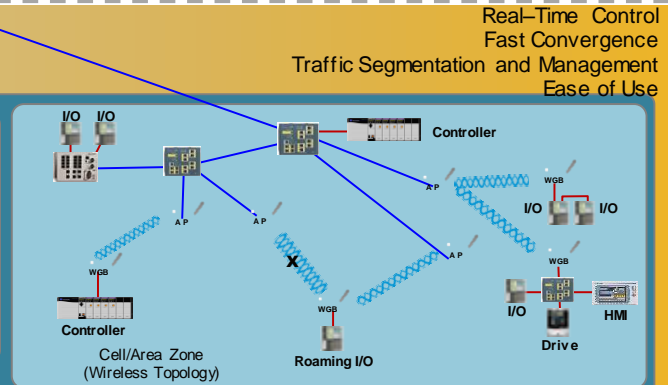 Real–Time Control
Fast Convergence
Traffic Segmentation and Management
Ease of Use
I/O
I/O
Controller
AP
WGB
I/O
I/O
AP
AP
AP
WGB
WGB
WGB
I/O
HMI
Drive
Controller
Roaming I/O
Cell/Area Zone
(Wireless Topology)
x